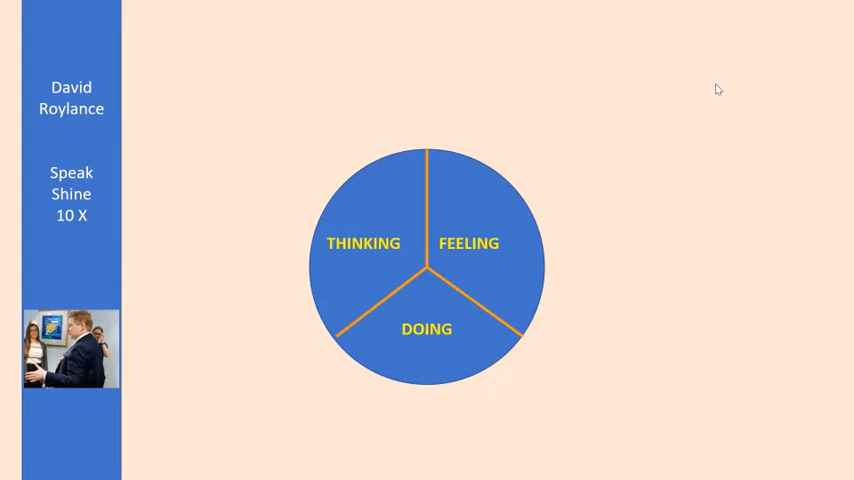 David
Roylance
Speak
Shine
10 X
THINKING
FEELING
DOING